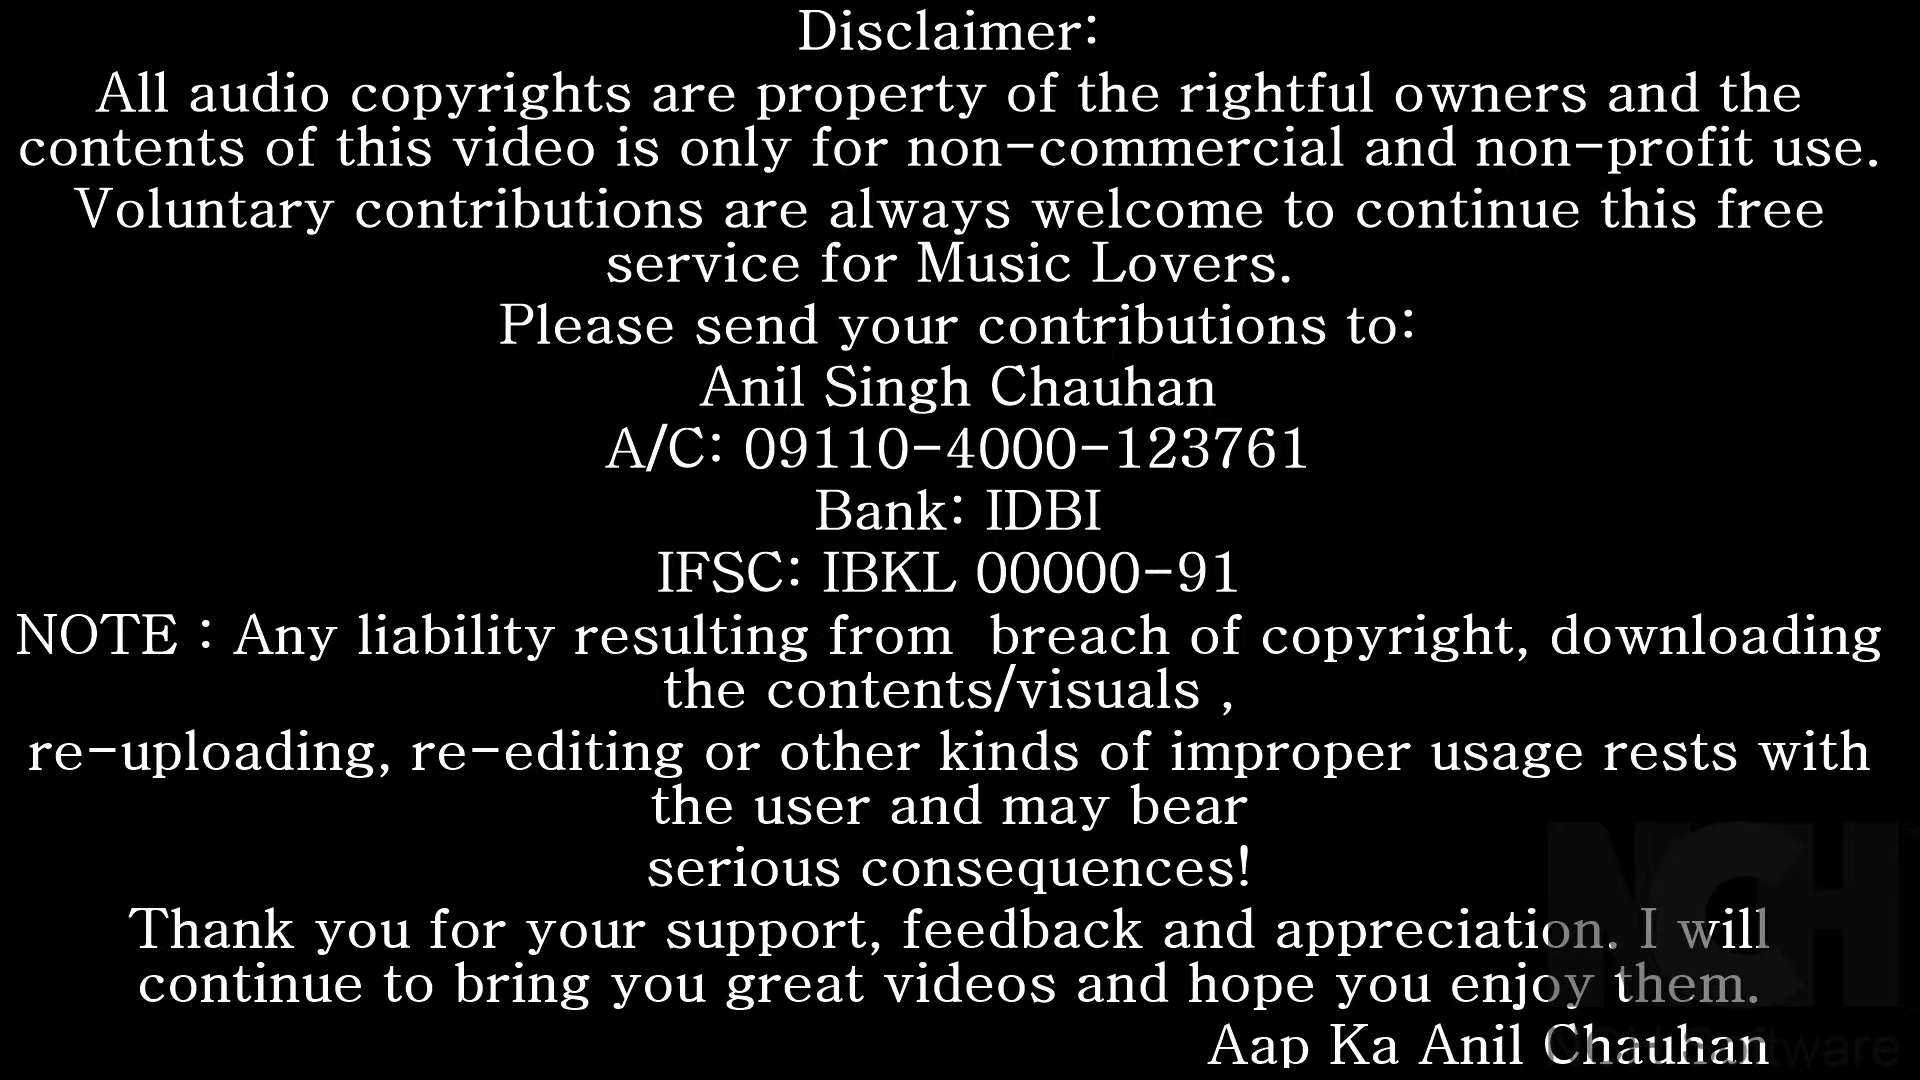 Disclaimer:
All audio copyrights are property of the rightful owners and the
contents of this video is only for non-commercial and non-profit use.
Voluntary contributions are always welcome to continue this free
service for Music Lovers.
Please send your contributions to:
Anil Singh Chauhan
A/C: 09110-4000-123761
Bank: IDBI
IFSC: IBKL 00000-91
NOTE : Any liability resulting from  breach of copyright, downloading
the contents/visuals ,
re-uploading, re-editing or other kinds of improper usage rests with
the user and may bear
serious consequences!
Thank you for your support, feedback and appreciation. I will
continue to bring you great videos and hope you enjoy them.
Aap Ka Anil Chauhan
NCH
NCH Software